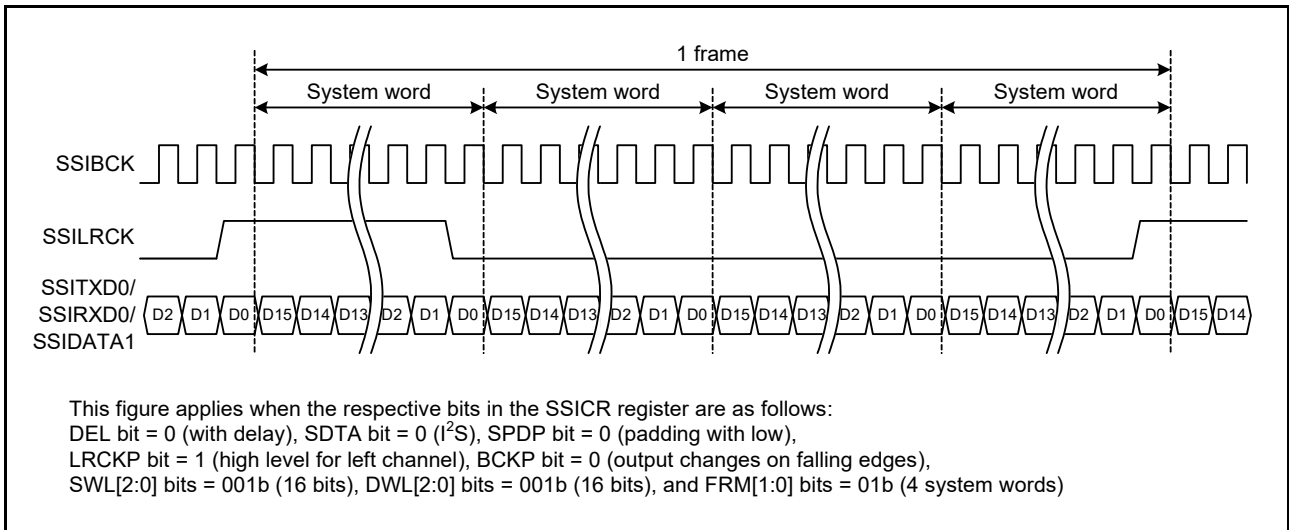 1 frame
System word System word System word System word
SSIBCK
SSILRCK
SSITXD0/
SSIRXD0/
SSIDATA1
D2 D1 D0 D15 D14 D13 D2 D1 D0 D15 D14 D13 D2 D1 D0 D15 D14 D13 D2 D1 D0 D15 D14 D13 D2 D1 D0 D15 D14
This figure applies when the respective bits in the SSICR register are as follows:
DEL bit = 0 (with delay), SDTA bit = 0 (I²S), SPDP bit = 0 (padding with low),
LRCKP bit = 1 (high level for left channel), BCKP bit = 0 (output changes on falling edges),
SWL[2:0] bits = 001b (16 bits), DWL[2:0] bits = 001b (16 bits), and FRM[1:0] bits = 01b (4 system words)